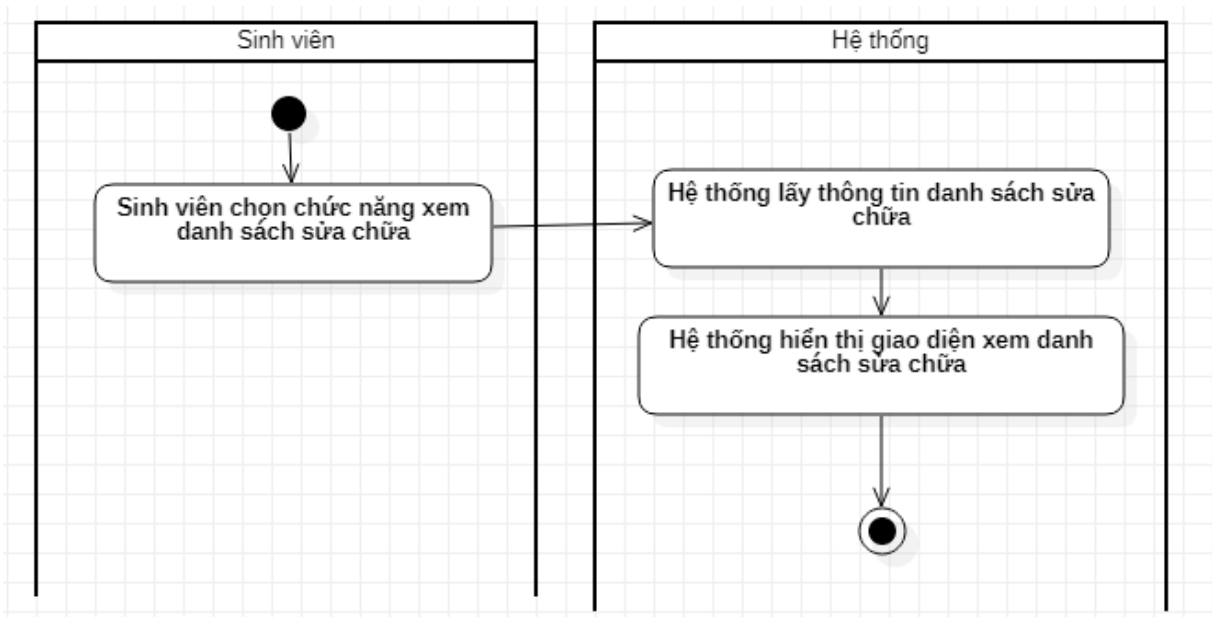 Sinh viên
Hệ thống
Sinh viên chọn chức năng xem
danh sách sửa chữa
Hệ thống lấy thông tin danh sách sửa
chữa
Hệ thống hiển thị giao diện xem danh
sách sửa chữa